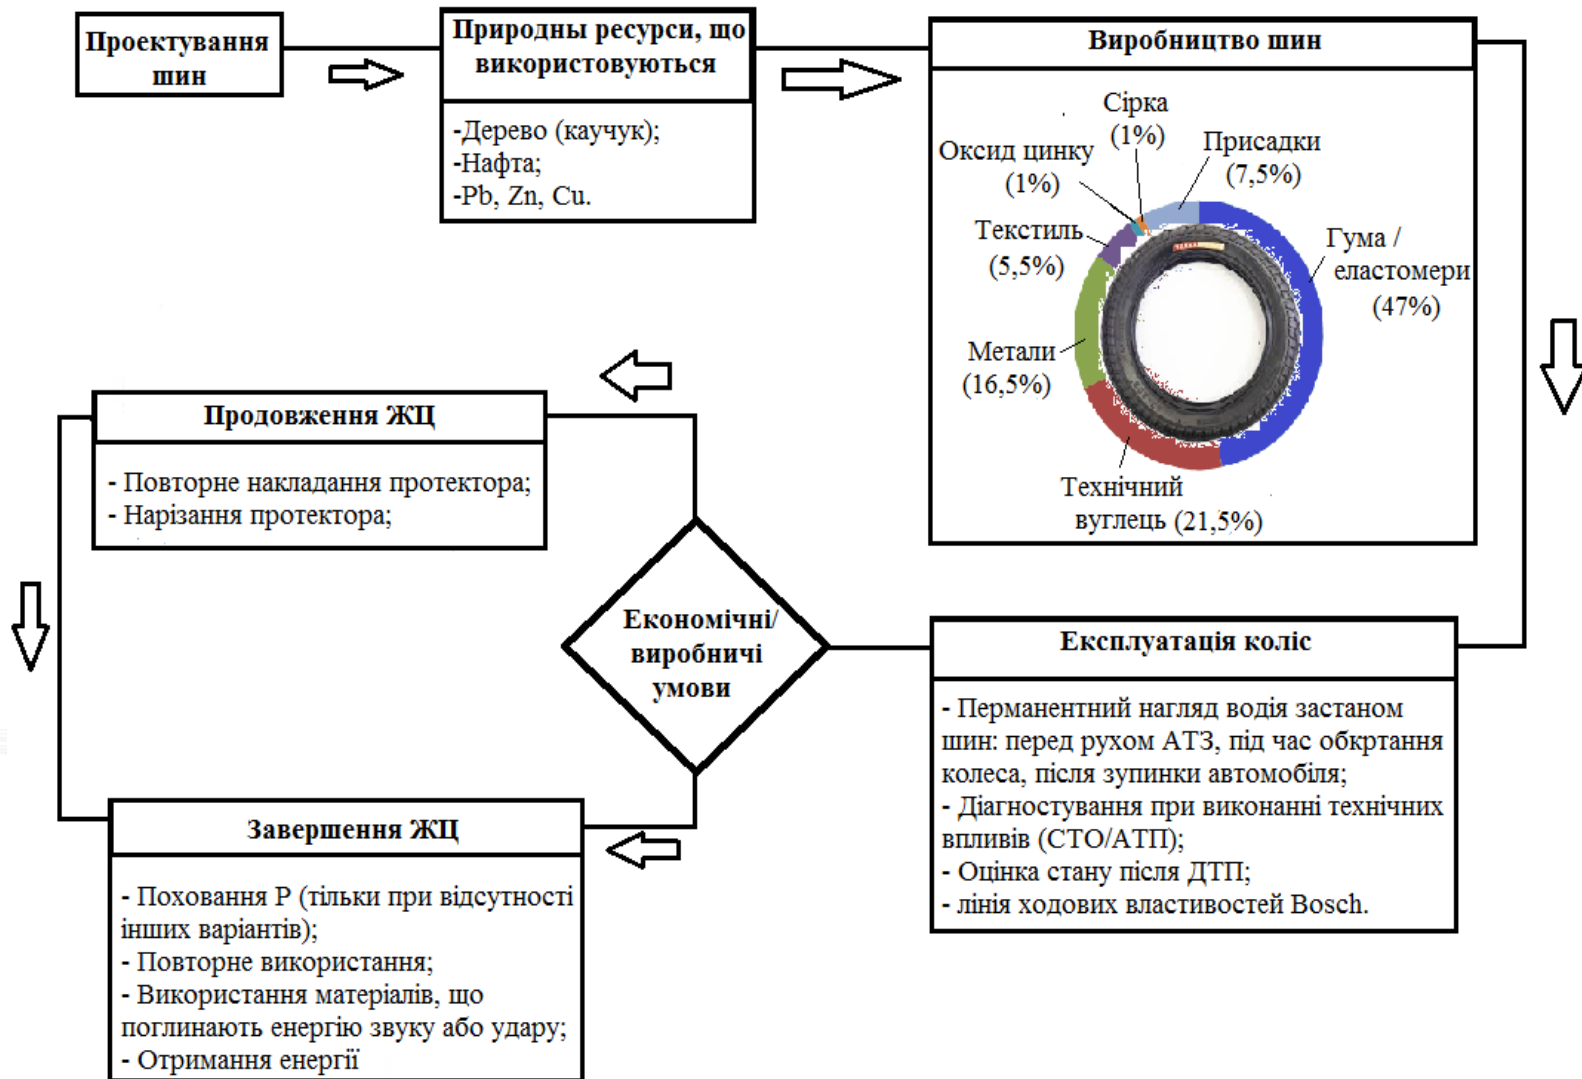 Проектування
шин
Природны ресурси, що
використовуються
-Дерево (каучук);
-Нафта;
-Pb, Zn, Cu.
Виробництво шин
Сірка
(1%)
Оксид цинку
(1%)
Присадки
(7,5%)
Текстиль
(5,5%)
Гума /
еластомери
(47%)
Метали
(16,5%)
Технічний
вуглець (21,5%)
Продовження ЖЦ
- Повторне накладання протектора;
- Нарізання протектора;
Економічні/
виробничі
умови
Експлуатація коліс
- Перманентний нагляд водія застаном
шин: перед рухом АТЗ, під час обкртання
колеса, після зупинки автомобіля;
- Діагностування при виконанні технічних
впливів (СТО/АТП);
- Оцінка стану після ДТП;
- лінія ходових властивостей Bosch.
Завершення ЖЦ
- Поховання Р (тільки при відсутності
інших варіантів);
- Повторне використання;
- Використання матеріалів, що
поглинають енергію звуку або удару;
- Отримання енергії